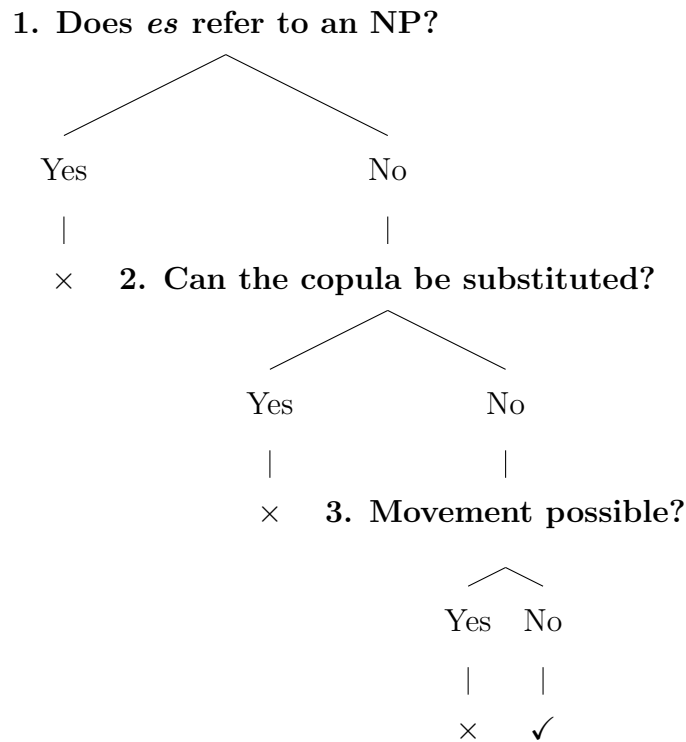 1. Does es refer to an NP?
Yes No
× 2. Can the copula be substituted?
Yes No
× 3. Movement possible?
Yes No
× ✓